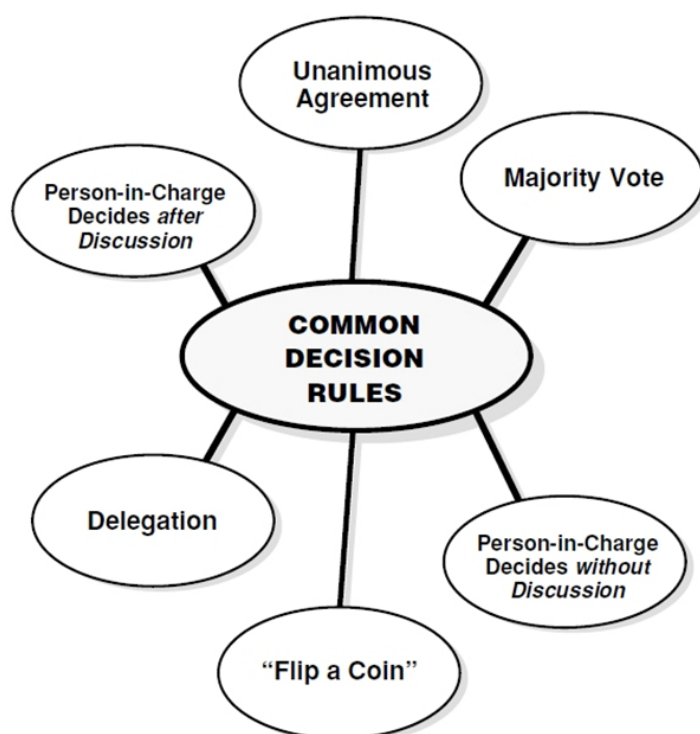 Unanimous
Agreement
Majority Vote
Person-in-Charge
Decides after
Discussion
COMMON
DECISION
RULES
Delegation
Person-in-Charge
Decides without
Discussion
“Flip a Coin”